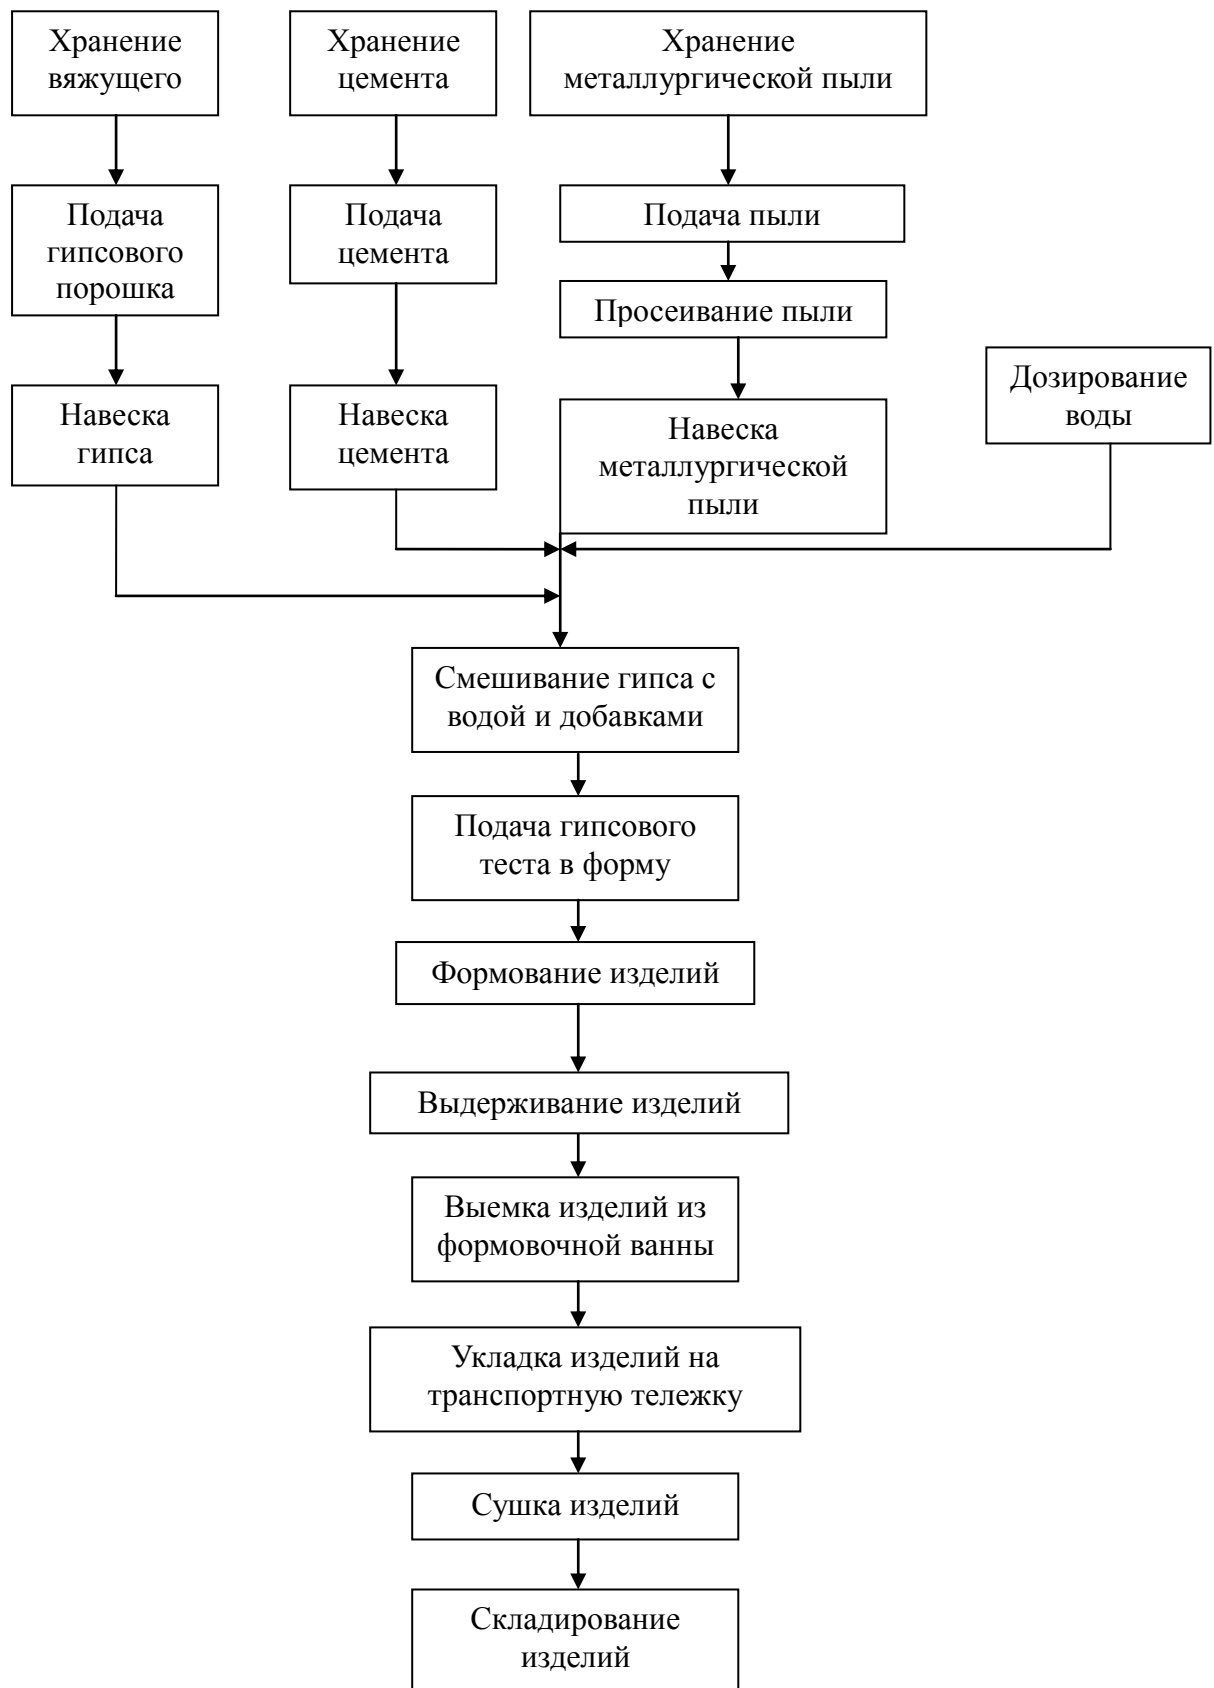 Хранение
вяжущего
Хранение
цемента
Хранение
металлургической пыли
Подача
гипсового
порошка
Подача
цемента
Подача пыли
Просеивание пыли
Навеска
гипса
Навеска
цемента
Навеска
металлургической
пыли
Дозирование
воды
Смешивание гипса с
водой и добавками
Подача гипсового
теста в форму
Формование изделий
Выдерживание изделий
Выемка изделий из
формовочной ванны
Укладка изделий на
транспортную тележку
Сушка изделий
Складирование
изделий